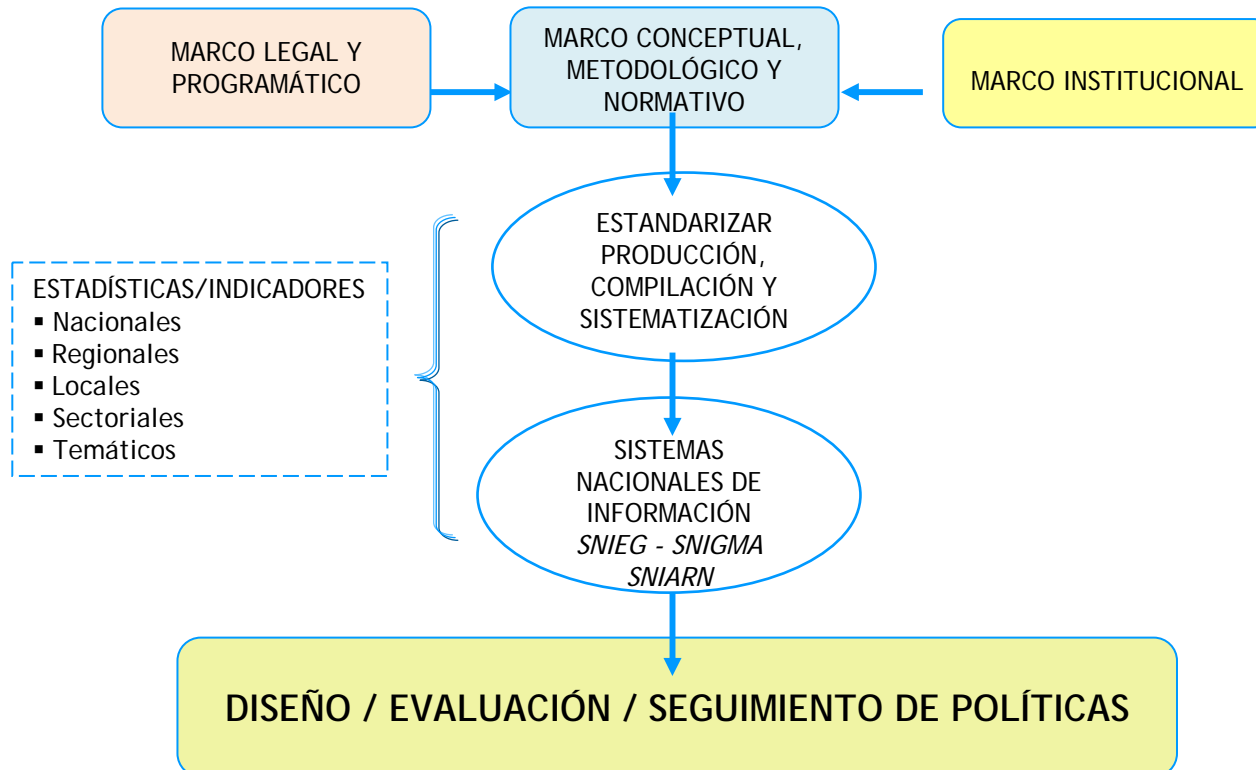 MARCO LEGAL Y
PROGRAMÁTICO
MARCO CONCEPTUAL,
METODOLÓGICO Y
NORMATIVO
MARCO INSTITUCIONAL
ESTANDARIZAR
PRODUCCIÓN,
COMPILACIÓN Y
SISTEMATIZACIÓN
ESTADÍSTICAS/INDICADORES
▪ Nacionales
▪ Regionales
▪ Locales
▪ Sectoriales
▪ Temáticos
SISTEMAS
NACIONALES DE
INFORMACIÓN
SNIEG - SNIGMA
SNIARN
DISEÑO / EVALUACIÓN / SEGUIMIENTO DE POLÍTICAS